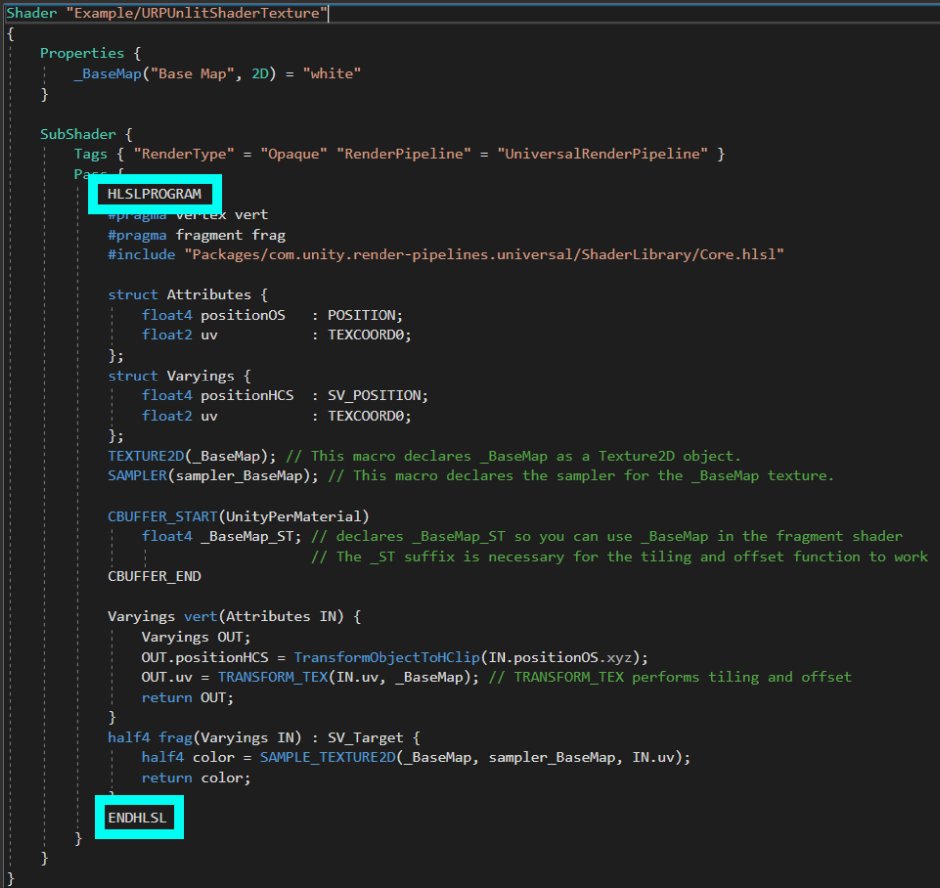 Shader "Example/URPUnlitShaderTexture"
{
Properties {
_BaseMap("Base Map", 2D) = "white"
}
SubShader {
Tags { "RenderType" = "Opaque" "RenderPipeline" = "UniversalRenderPipeline" }
Pass {
HLSLPROGRAM
#pragma vertex vert
#pragma fragment frag
#include "Packages/com.unity.render-pipelines.universal/ShaderLibrary/Core.hlsl"
struct Attributes {
float4 positionOS : POSITION;
float2 uv : TEXCOORD0;
};
struct Varyings {
float4 positionHCS : SV_POSITION;
float2 uv : TEXCOORD0;
};
TEXTURE2D(_BaseMap); // This macro declares _BaseMap as a Texture2D object.
SAMPLER(sampler_BaseMap); // This macro declares the sampler for the _BaseMap texture.
CBUFFER_START(UnityPerMaterial)
float4 _BaseMap_ST; // declares _BaseMap_ST so you can use _BaseMap in the fragment shader
// The _ST suffix is necessary for the tiling and offset function to work
CBUFFER_END
Varyings vert(Attributes IN) {
Varyings OUT;
OUT.positionHCS = TransformObjectToHClip(IN.positionOS.xyz);
OUT.uv = TRANSFORM_TEX(IN.uv, _BaseMap); // TRANSFORM_TEX performs tiling and offset
return OUT;
}
half4 frag(Varyings IN) : SV_Target {
half4 color = SAMPLE_TEXTURE2D(_BaseMap, sampler_BaseMap, IN.uv);
return color;
}
ENDHLSL
}
}
}